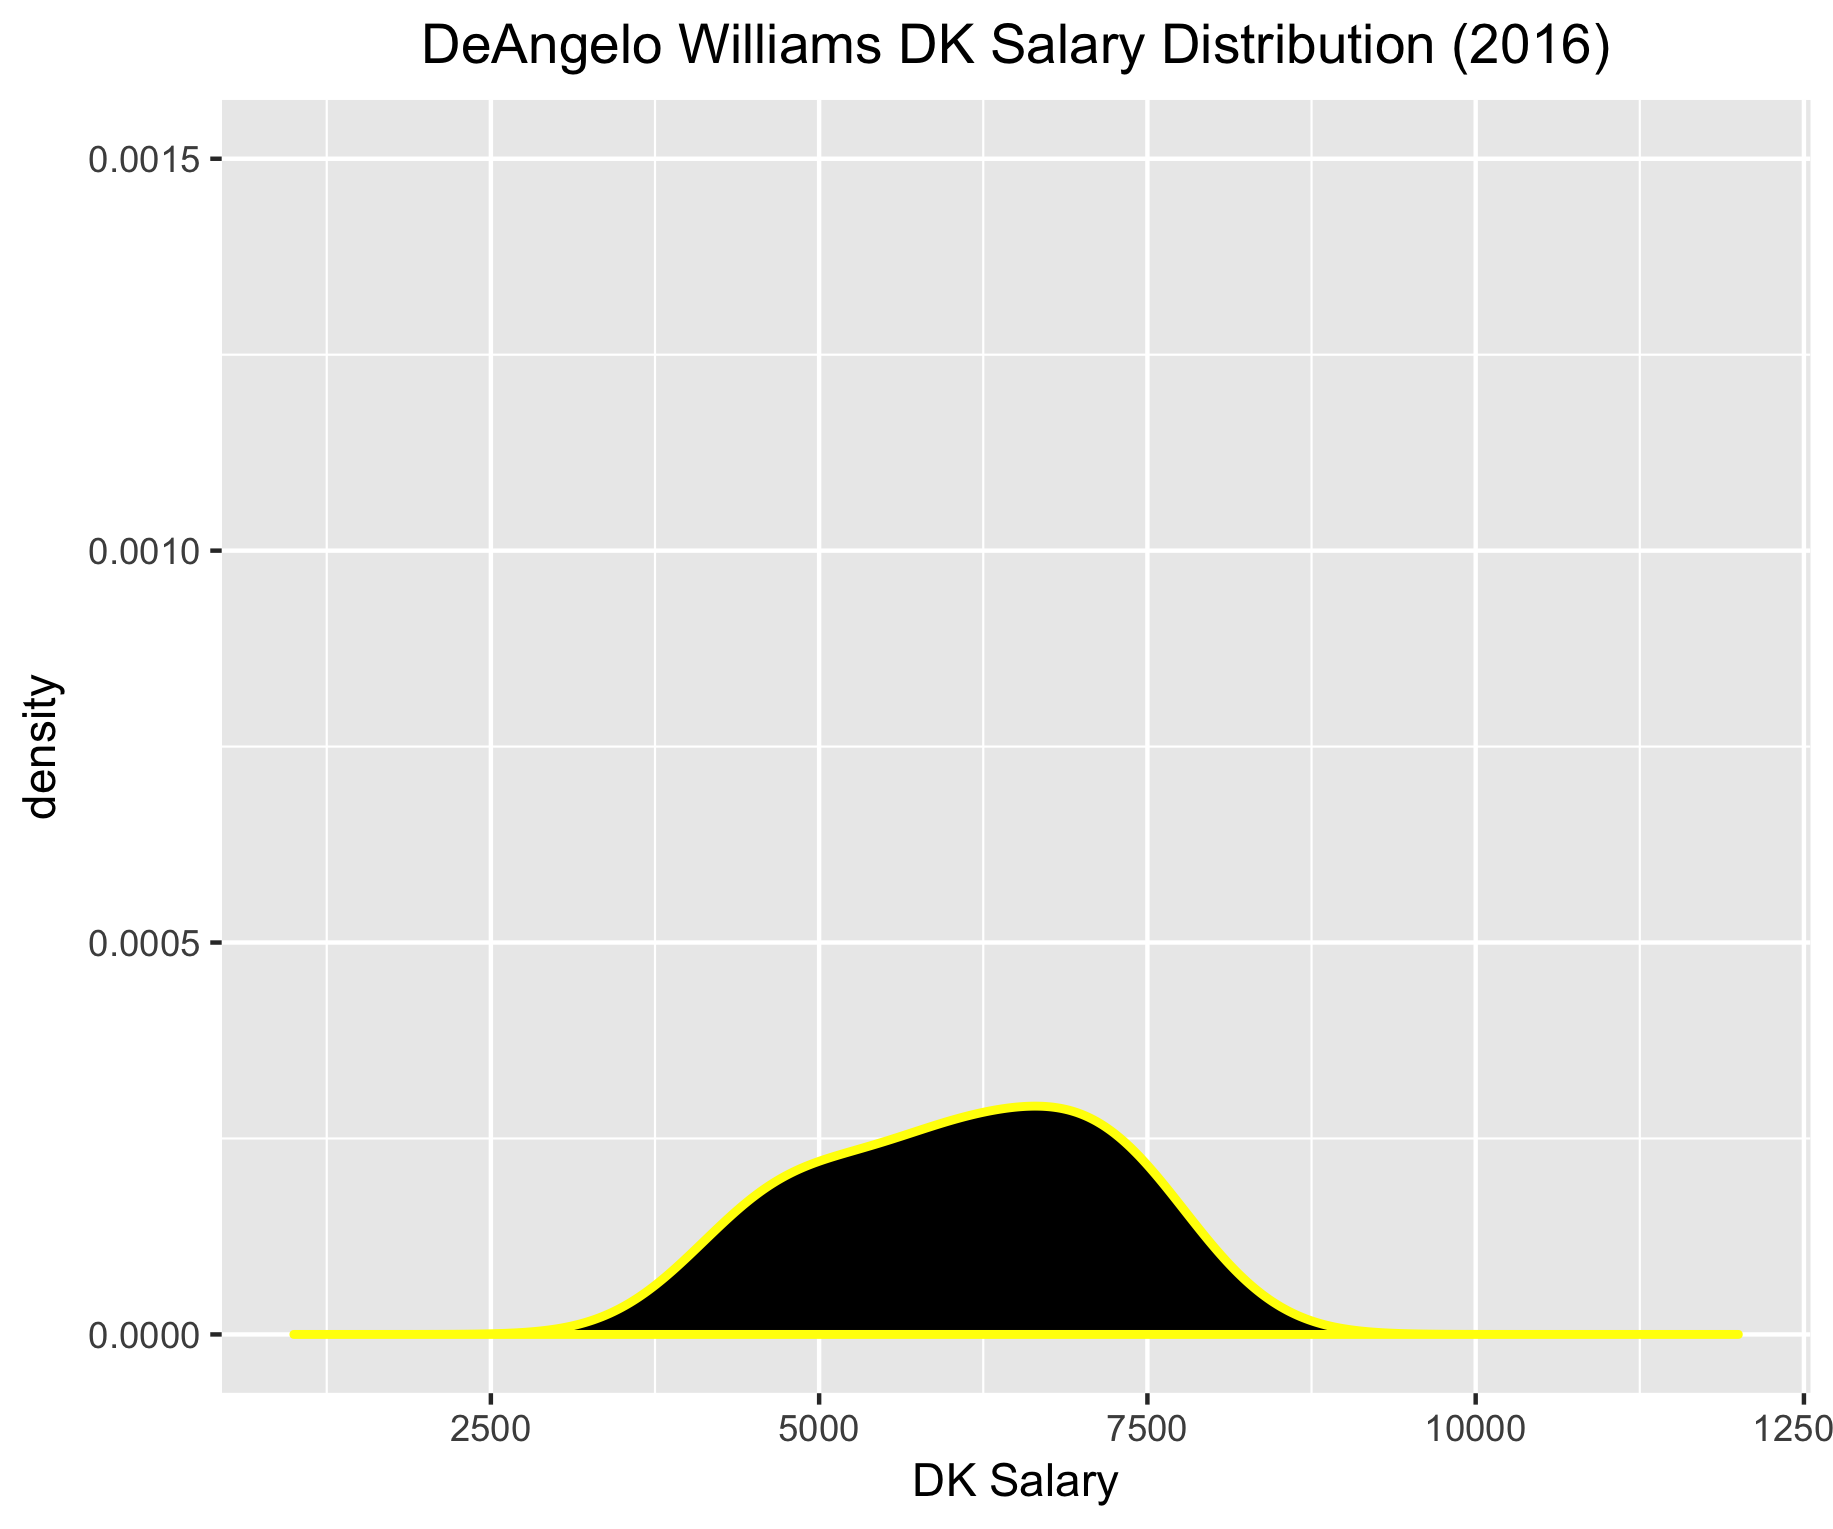 DeAngelo Williams DK Salary Distribution (2016)
0.0015
0.0010
0.0005
0.0000
density
2500 5000 7500 10000 1250
DK Salary